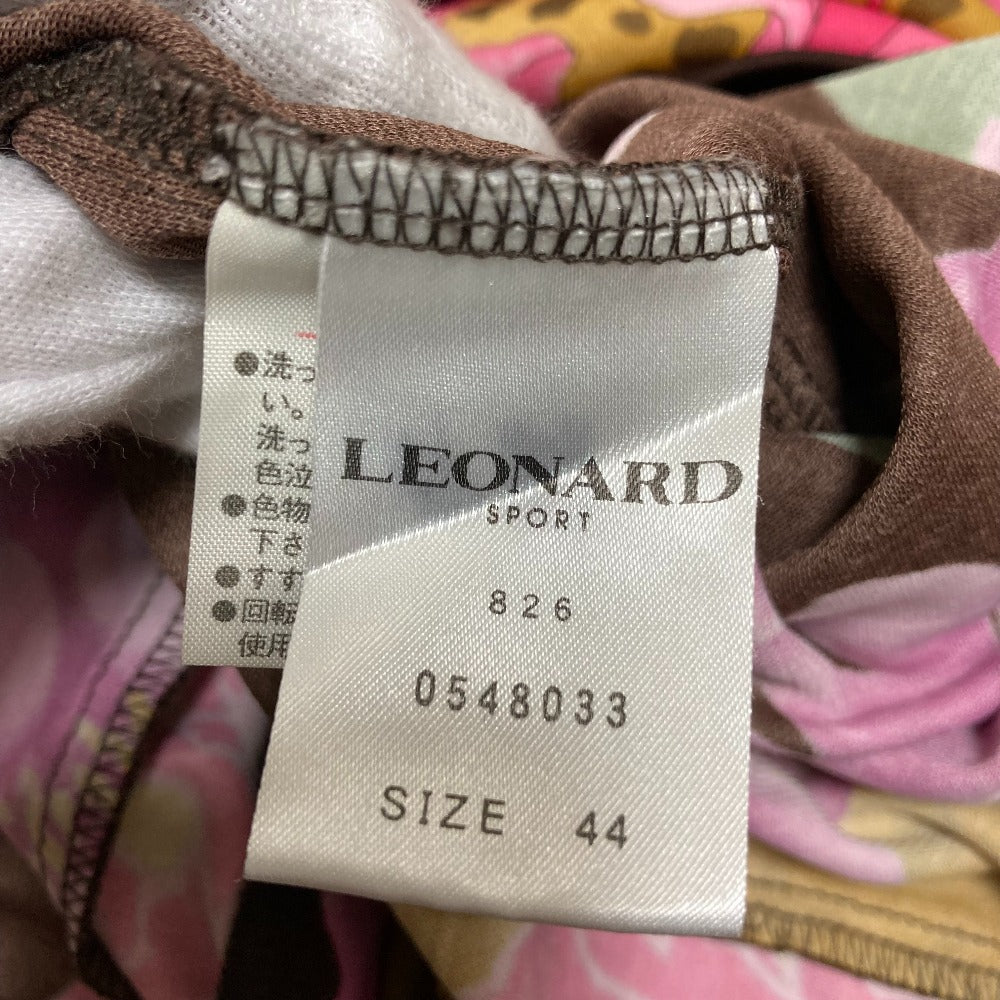 ●洗っ
い。
洗っ
色泣
●色物
下さ
●すす
●回転
使用
LEONARD
SPORT
826
0548033
SIZE 44